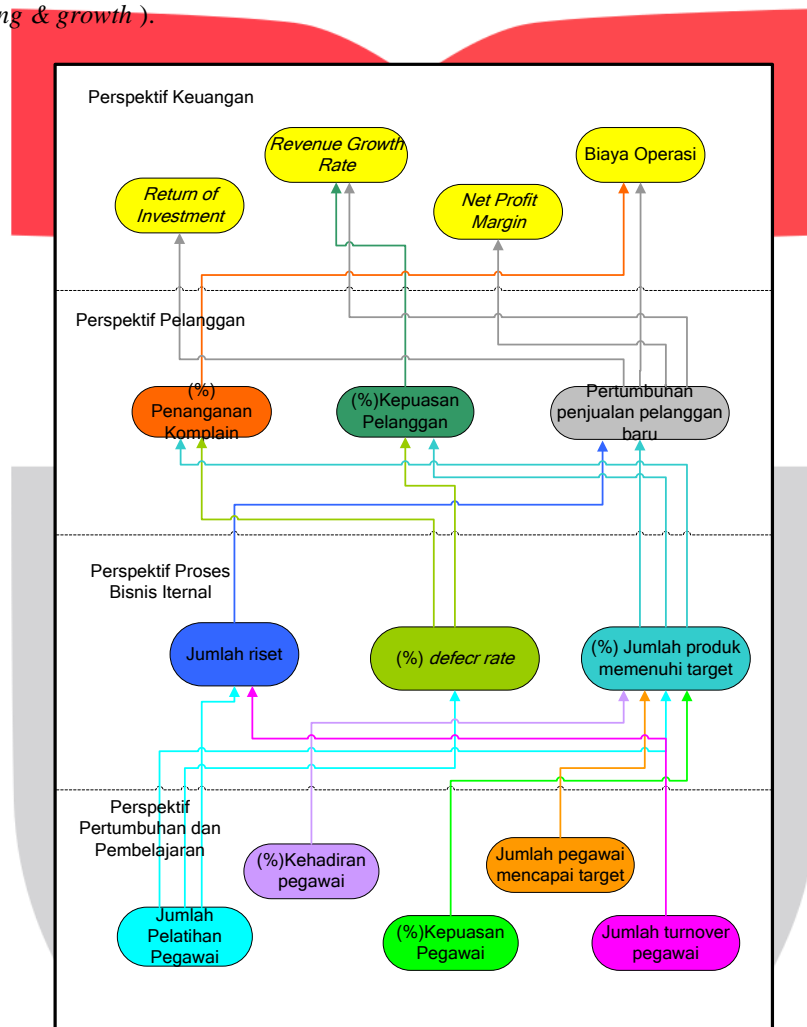 ng & growth ).
Perspektif Keuangan
Revenue Growth
Rate
Biaya Operasi
Return of
Investment
Net Profit
Margin
Perspektif Pelanggan
(%)
Penanganan
Komplain
(%)Kepuasan
Pelanggan
Pertumbuhan
penjualan pelanggan
baru
Perspektif Proses
Bisnis Iternal
Jumlah riset
(%) defecr rate
(%) Jumlah produk
memenuhi target
Perspektif
Pertumbuhan dan
Pembelajaran
(%)Kehadiran
pegawai
Jumlah pegawai
mencapai target
Jumlah
Pelatihan
Pegawai
(%)Kepuasan
Pegawai
Jumlah turnover
pegawai